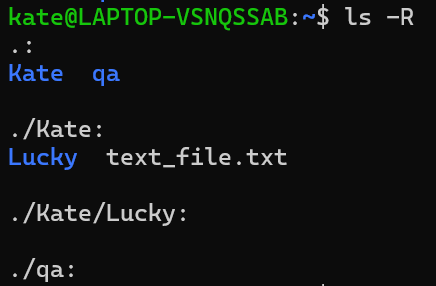 kate@LAPTOP-VSNQSSAB:~$ ls -R
.:
Kate  qa
./Kate:
Lucky  text_file.txt
./Kate/Lucky:
./qa: